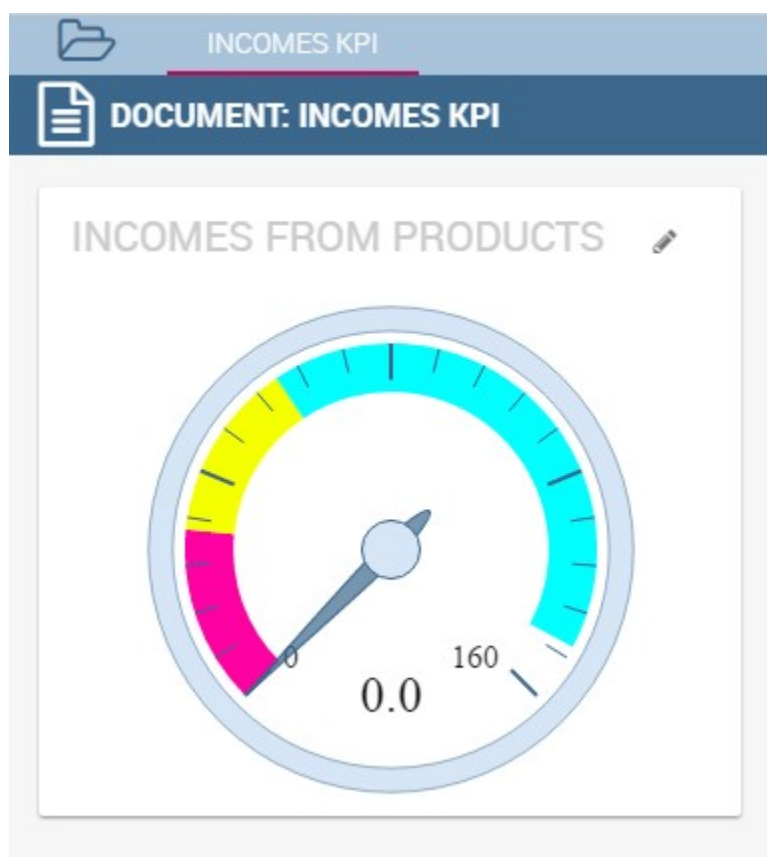 INCOMES KPI
DOCUMENT: INCOMES KPI
INCOMES FROM PRODUCTS
0
160
0.0